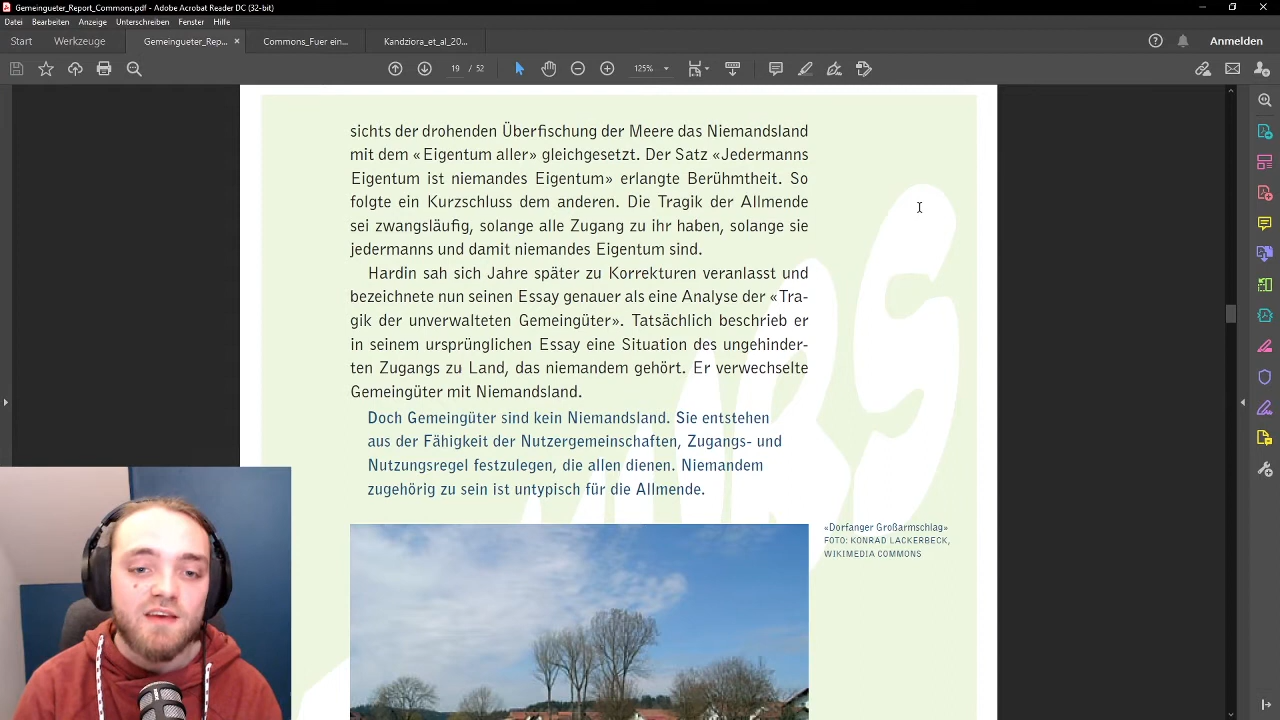 Gemeingueter_Report_Commons.pdf - Adobe Acrobat Reader DC (32-bit)
Datei Bearbeiten Anzeige Unterschreiben Fenster Hilfe
Start Werkzeuge Gemeingueter_Rep... × Commons_Fuer ein... Kandziora_et_al_20... Anmelden
19 / 52 125%
sichts der drohenden Überfischung der Meere das Niemandsland
mit dem «Eigentum aller» gleichgesetzt. Der Satz «Jedermanns
Eigentum ist niemandes Eigentum» erlangte Berühmtheit. So
folgte ein Kurzschluss dem anderen. Die Tragik der Allmende
sei zwangsläufig, solange alle Zugang zu ihr haben, solange sie
jedermanns und damit niemandes Eigentum sind.
Hardin sah sich Jahre später zu Korrekturen veranlasst und
bezeichnete nun seinen Essay genauer als eine Analyse der «Tra-
gik der unverwalteten Gemeingüter». Tatsächlich beschrieb er
in seinem ursprünglichen Essay eine Situation des ungehinder-
ten Zugangs zu Land, das niemandem gehört. Er verwechselte
Gemeingüter mit Niemandsland.
Doch Gemeingüter sind kein Niemandsland. Sie entstehen
aus der Fähigkeit der Nutzergemeinschaften, Zugangs- und
Nutzungsregel festzulegen, die allen dienen. Niemandem
zugehörig zu sein ist untypisch für die Allmende.
«Dorfanger Großarmschlag»
FOTO: KONRAD LACKERBECK,
WIKIMEDIA COMMONS